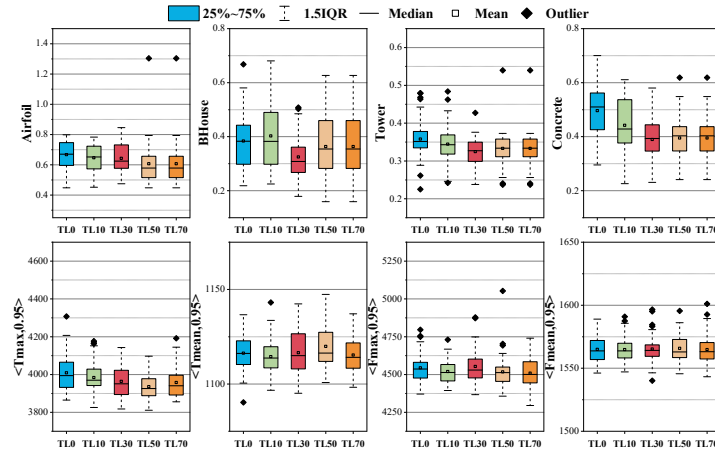 25%~75% 1.5IQR Median Mean Outlier
Airfoil
1.4
1.2
1.0
0.8
0.6
0.4
TL0 TL10 TL30 TL50 TL70
BHouse
0.8
0.6
0.4
0.2
TL0 TL10 TL30 TL50 TL70
Tower
0.6
0.5
0.4
0.3
0.2
TL0 TL10 TL30 TL50 TL70
Concrete
0.8
0.6
0.4
0.2
TL0 TL10 TL30 TL50 TL70
<Tmax,0.95>
4600
4400
4200
4000
3800
TL0 TL10 TL30 TL50 TL70
<Tmean,0.95>
1150
1100
TL0 TL10 TL30 TL50 TL70
<Fmax,0.95>
5250
5000
4750
4500
4250
TL0 TL10 TL30 TL50 TL70
<Fmean,0.95>
1650
1600
1550
1500
TL0 TL10 TL30 TL50 TL70